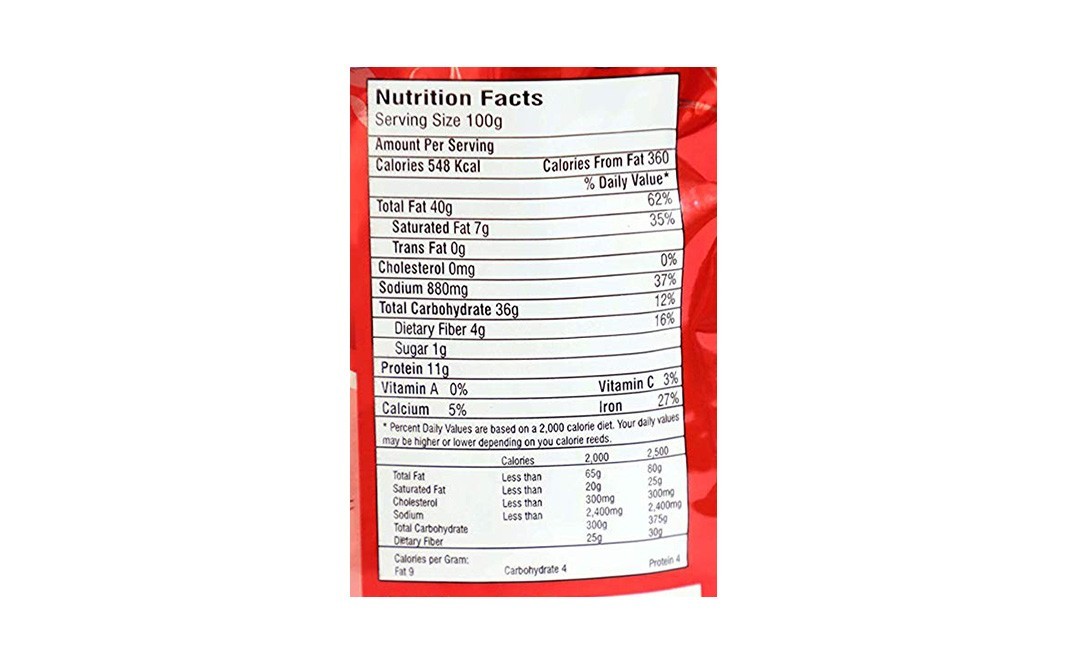 Nutrition Facts
Serving Size 100g
Amount Per Serving
Calories 548 Kcal Calories From Fat 360
% Daily Value*
Total Fat 40g 62%
Saturated Fat 7g 35%
Trans Fat 0g
Cholesterol 0mg 0%
Sodium 880mg 37%
Total Carbohydrate 36g 12%
Dietary Fiber 4g 16%
Sugar 1g
Protein 11g
Vitamin A 0% Vitamin C 3%
Calcium 5% Iron 27%
* Percent Daily Values are based on a 2,000 calorie diet. Your daily values
may be higher or lower depending on you calorie reeds.
Calories 2,000 2,500
Total Fat Less than 65g 80g
Saturated Fat Less than 20g 25g
Cholesterol Less than 300mg 300mg
Sodium Less than 2,400mg 2,400mg
Total Carbohydrate 300g 375g
Dietary Fiber 25g 30g
Calories per Gram:
Fat 9 Carbohydrate 4 Protein 4